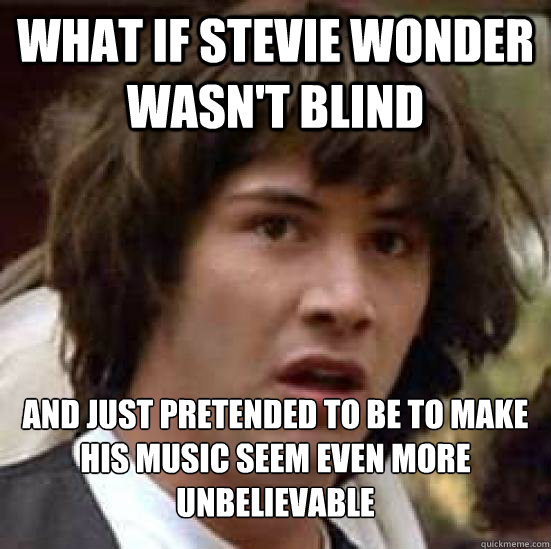 WHAT IF STEVIE WONDER
WASN'T BLIND
AND JUST PRETENDED TO BE TO MAKE
HIS MUSIC SEEM EVEN MORE
UNBELIEVABLE
quickmeme.com